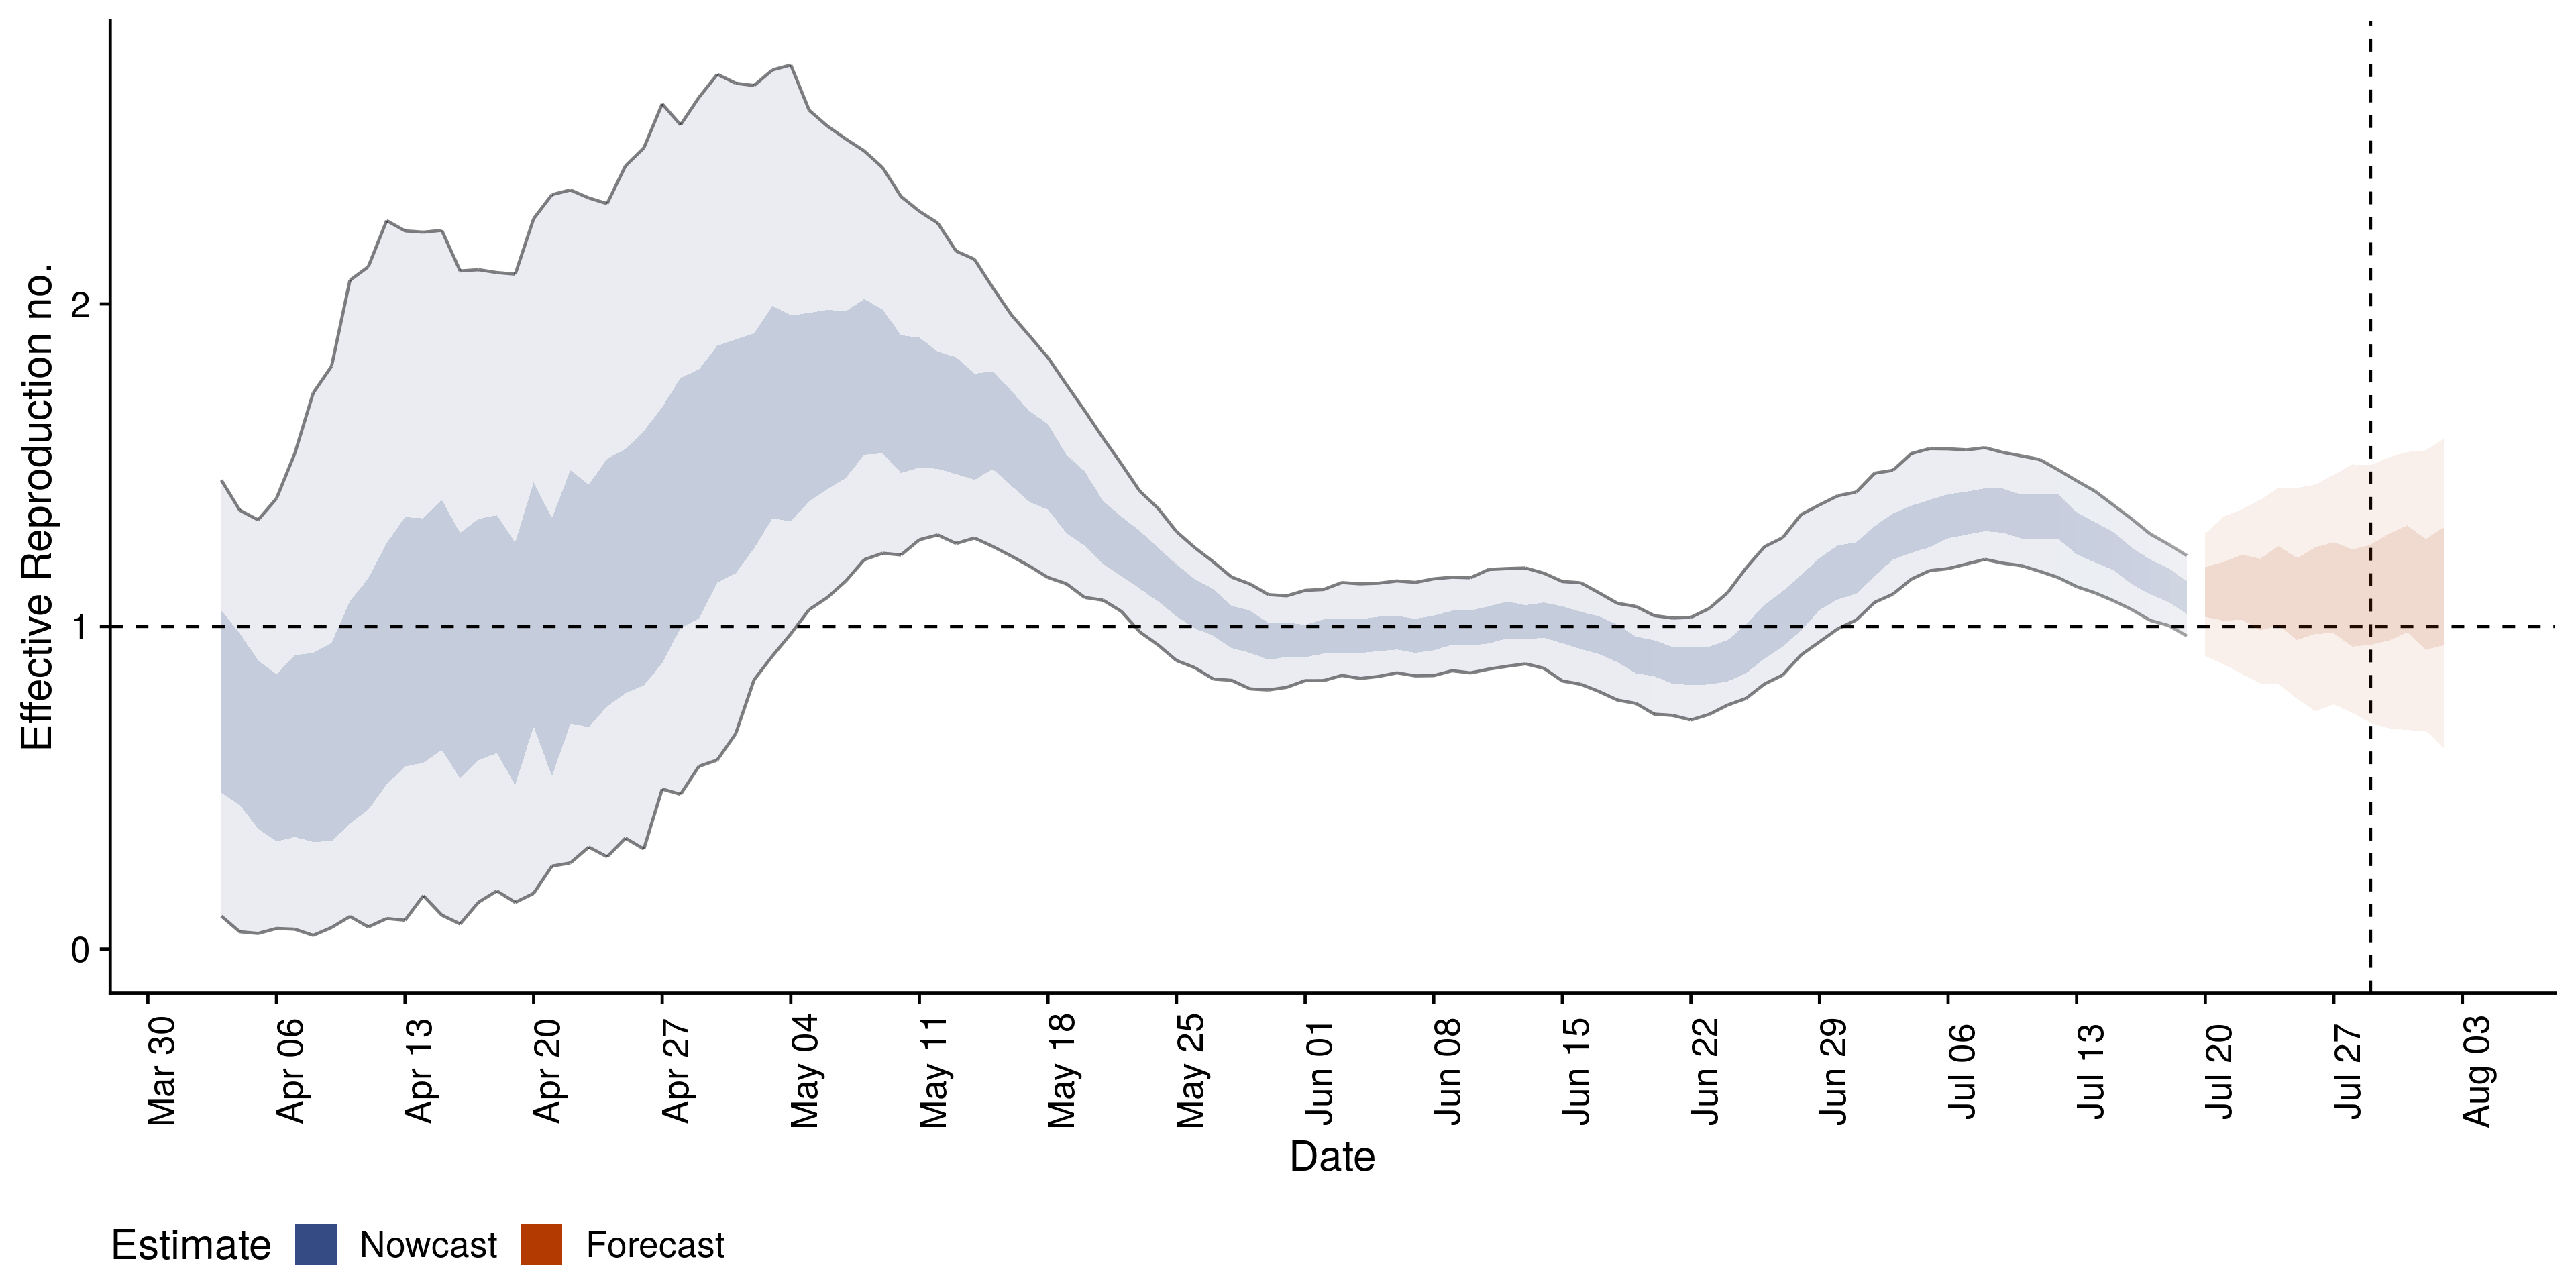 Effective Reproduction no.
2
1
0
Mar 30
Apr 06
Apr 13
Apr 20
Apr 27
May 04
May 11
May 18
May 25
Jun 01
Jun 08
Jun 15
Jun 22
Jun 29
Jul 06
Jul 13
Jul 20
Jul 27
Aug 03
Date
Estimate Nowcast Forecast